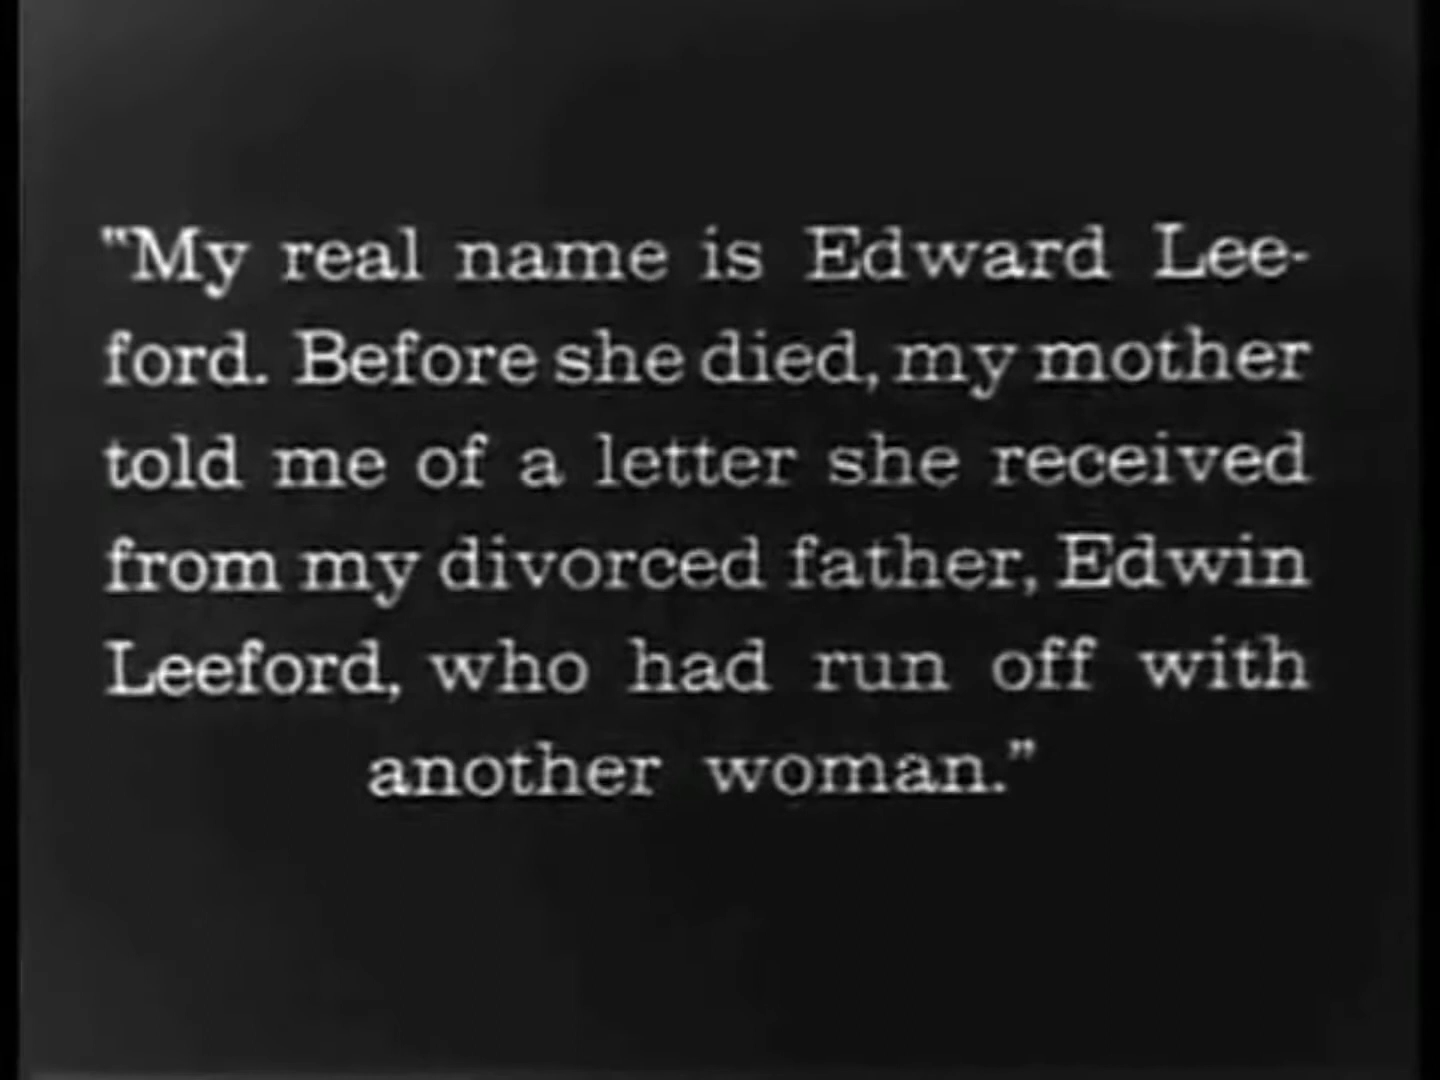 "My real name is Edward Lee-
ford. Before she died, my mother
told me of a letter she received
from my divorced father, Edwin
Leeford, who had run off with
another woman."